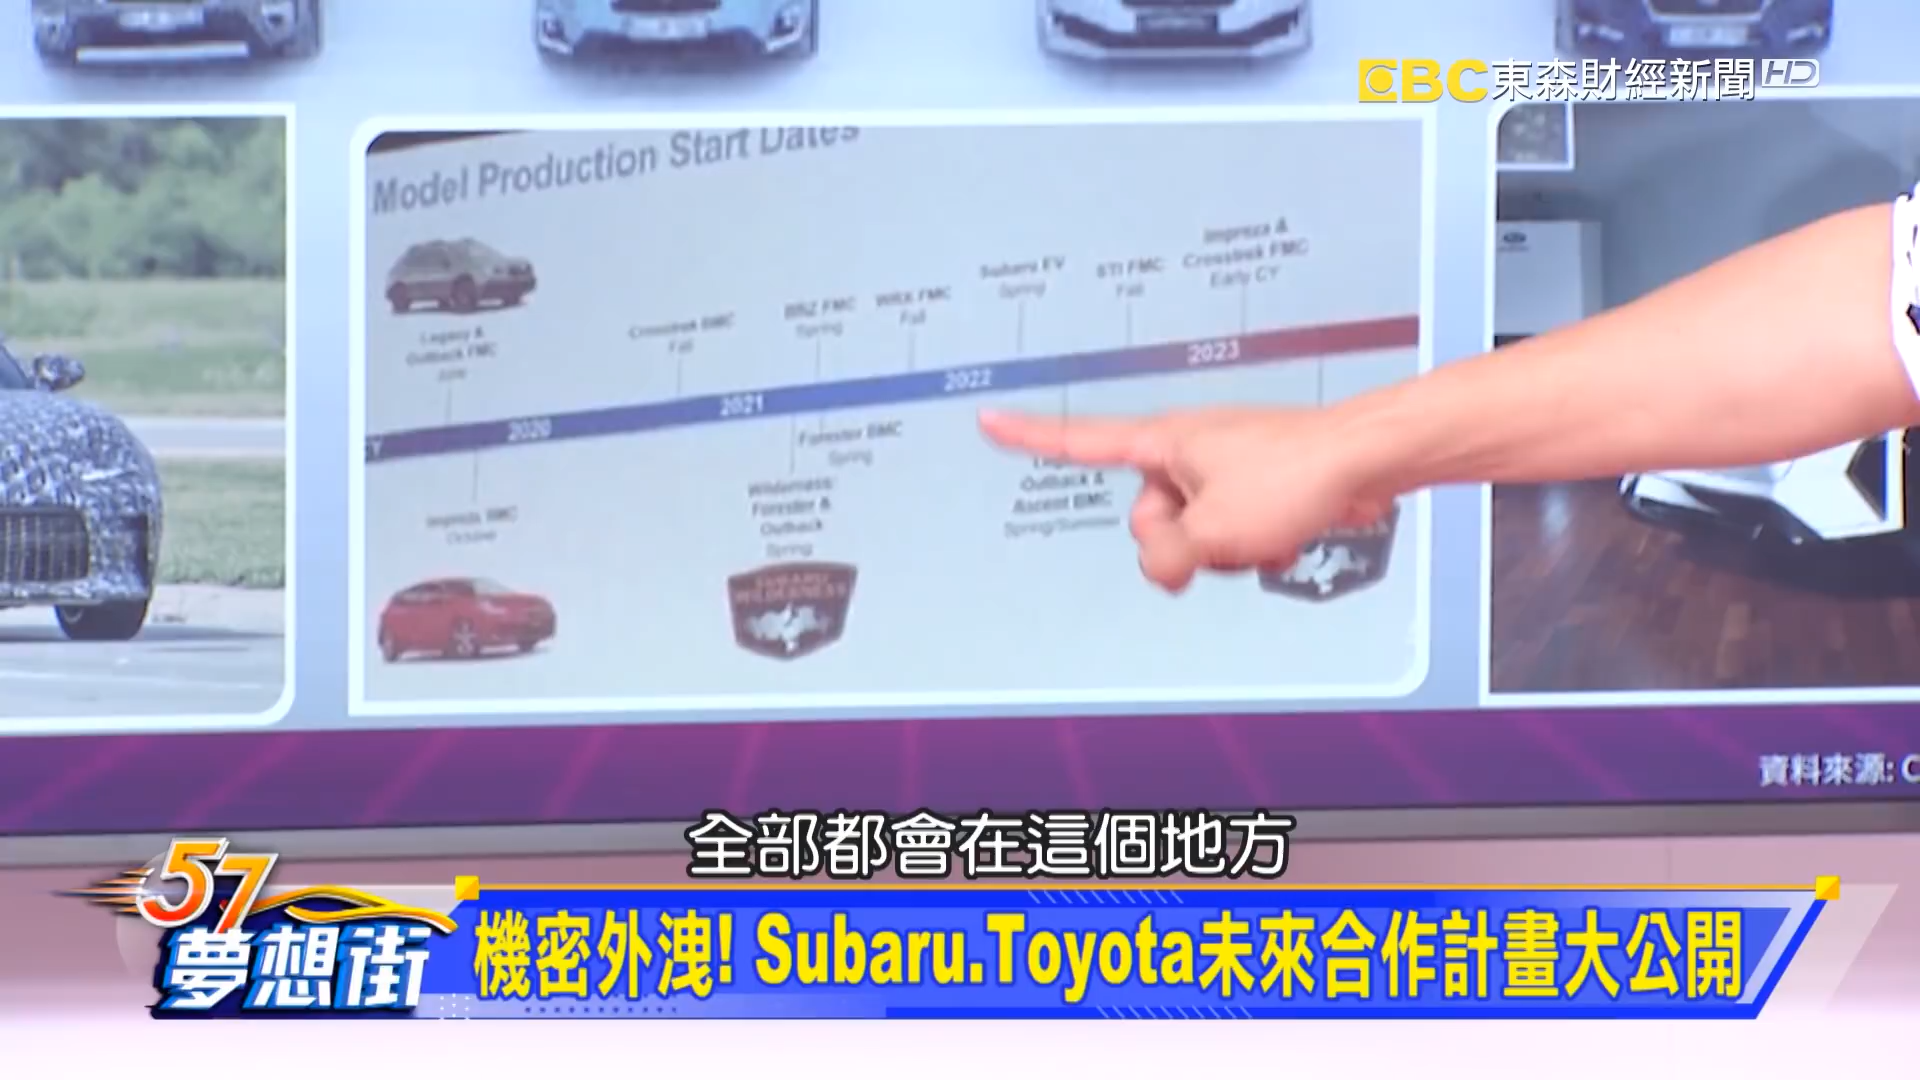 EBC東森財經新聞HD
Model Production Start Dates
Impreza &
Crosstrek FMC
Early CY
Subaru EV
Spring
STI FMC
Fall
WRX FMC
Fall
BRZ FMC
Spring
Crosstrek BMC
Fall
Legacy &
Outback FMC
June
2020
2021
2022
2023
Forester BMC
Spring
Wilderness:
Forester &
Outback
Spring
Outback &
Ascent BMC
Spring/Summer
Impreza BMC
October
SUBARU
WILDERNESS
資料來源: C
全部都會在這個地方
57
夢想街
機密外洩! Subaru.Toyota未來合作計畫大公開